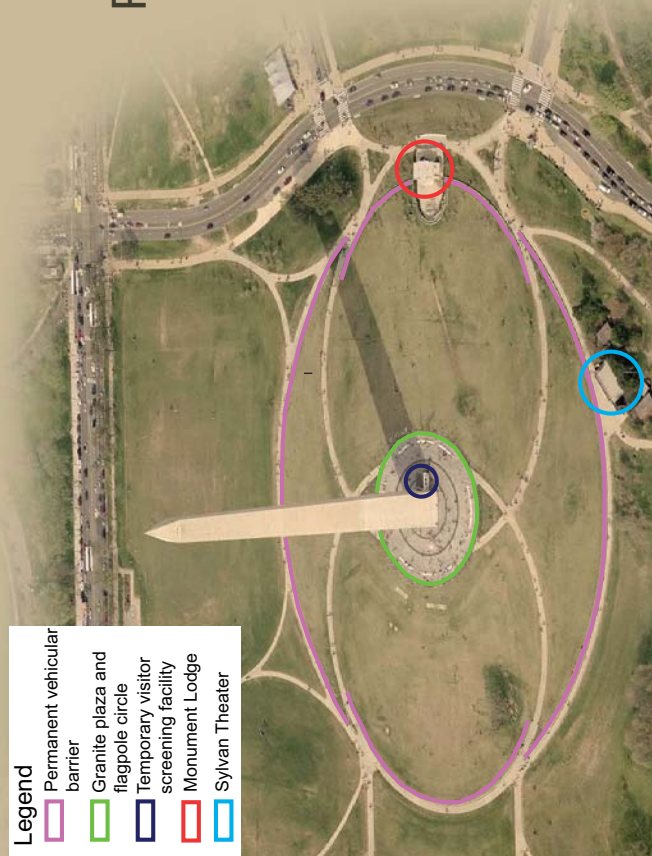 Legend
Permanent vehicular
barrier
Granite plaza and
flagpole circle
Temporary visitor
screening facility
Monument Lodge
Sylvan Theater